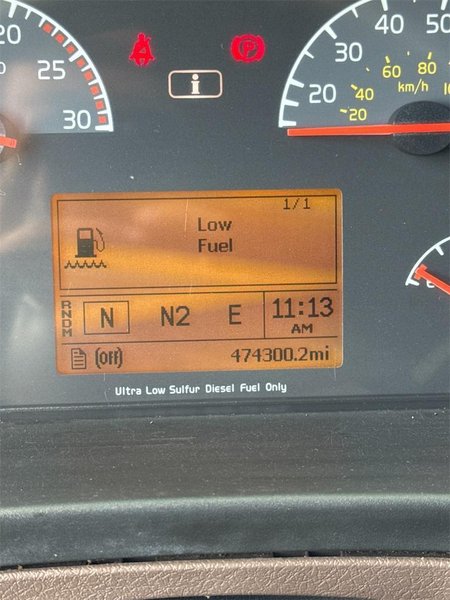 20
25
30
i
P
20
30
40
50
20
40
60
80
km/h
1/1
Low
Fuel
R
N
D
M
N
N2
E
11:13
AM
(Off)
474300.2mi
Ultra Low Sulfur Diesel Fuel Only